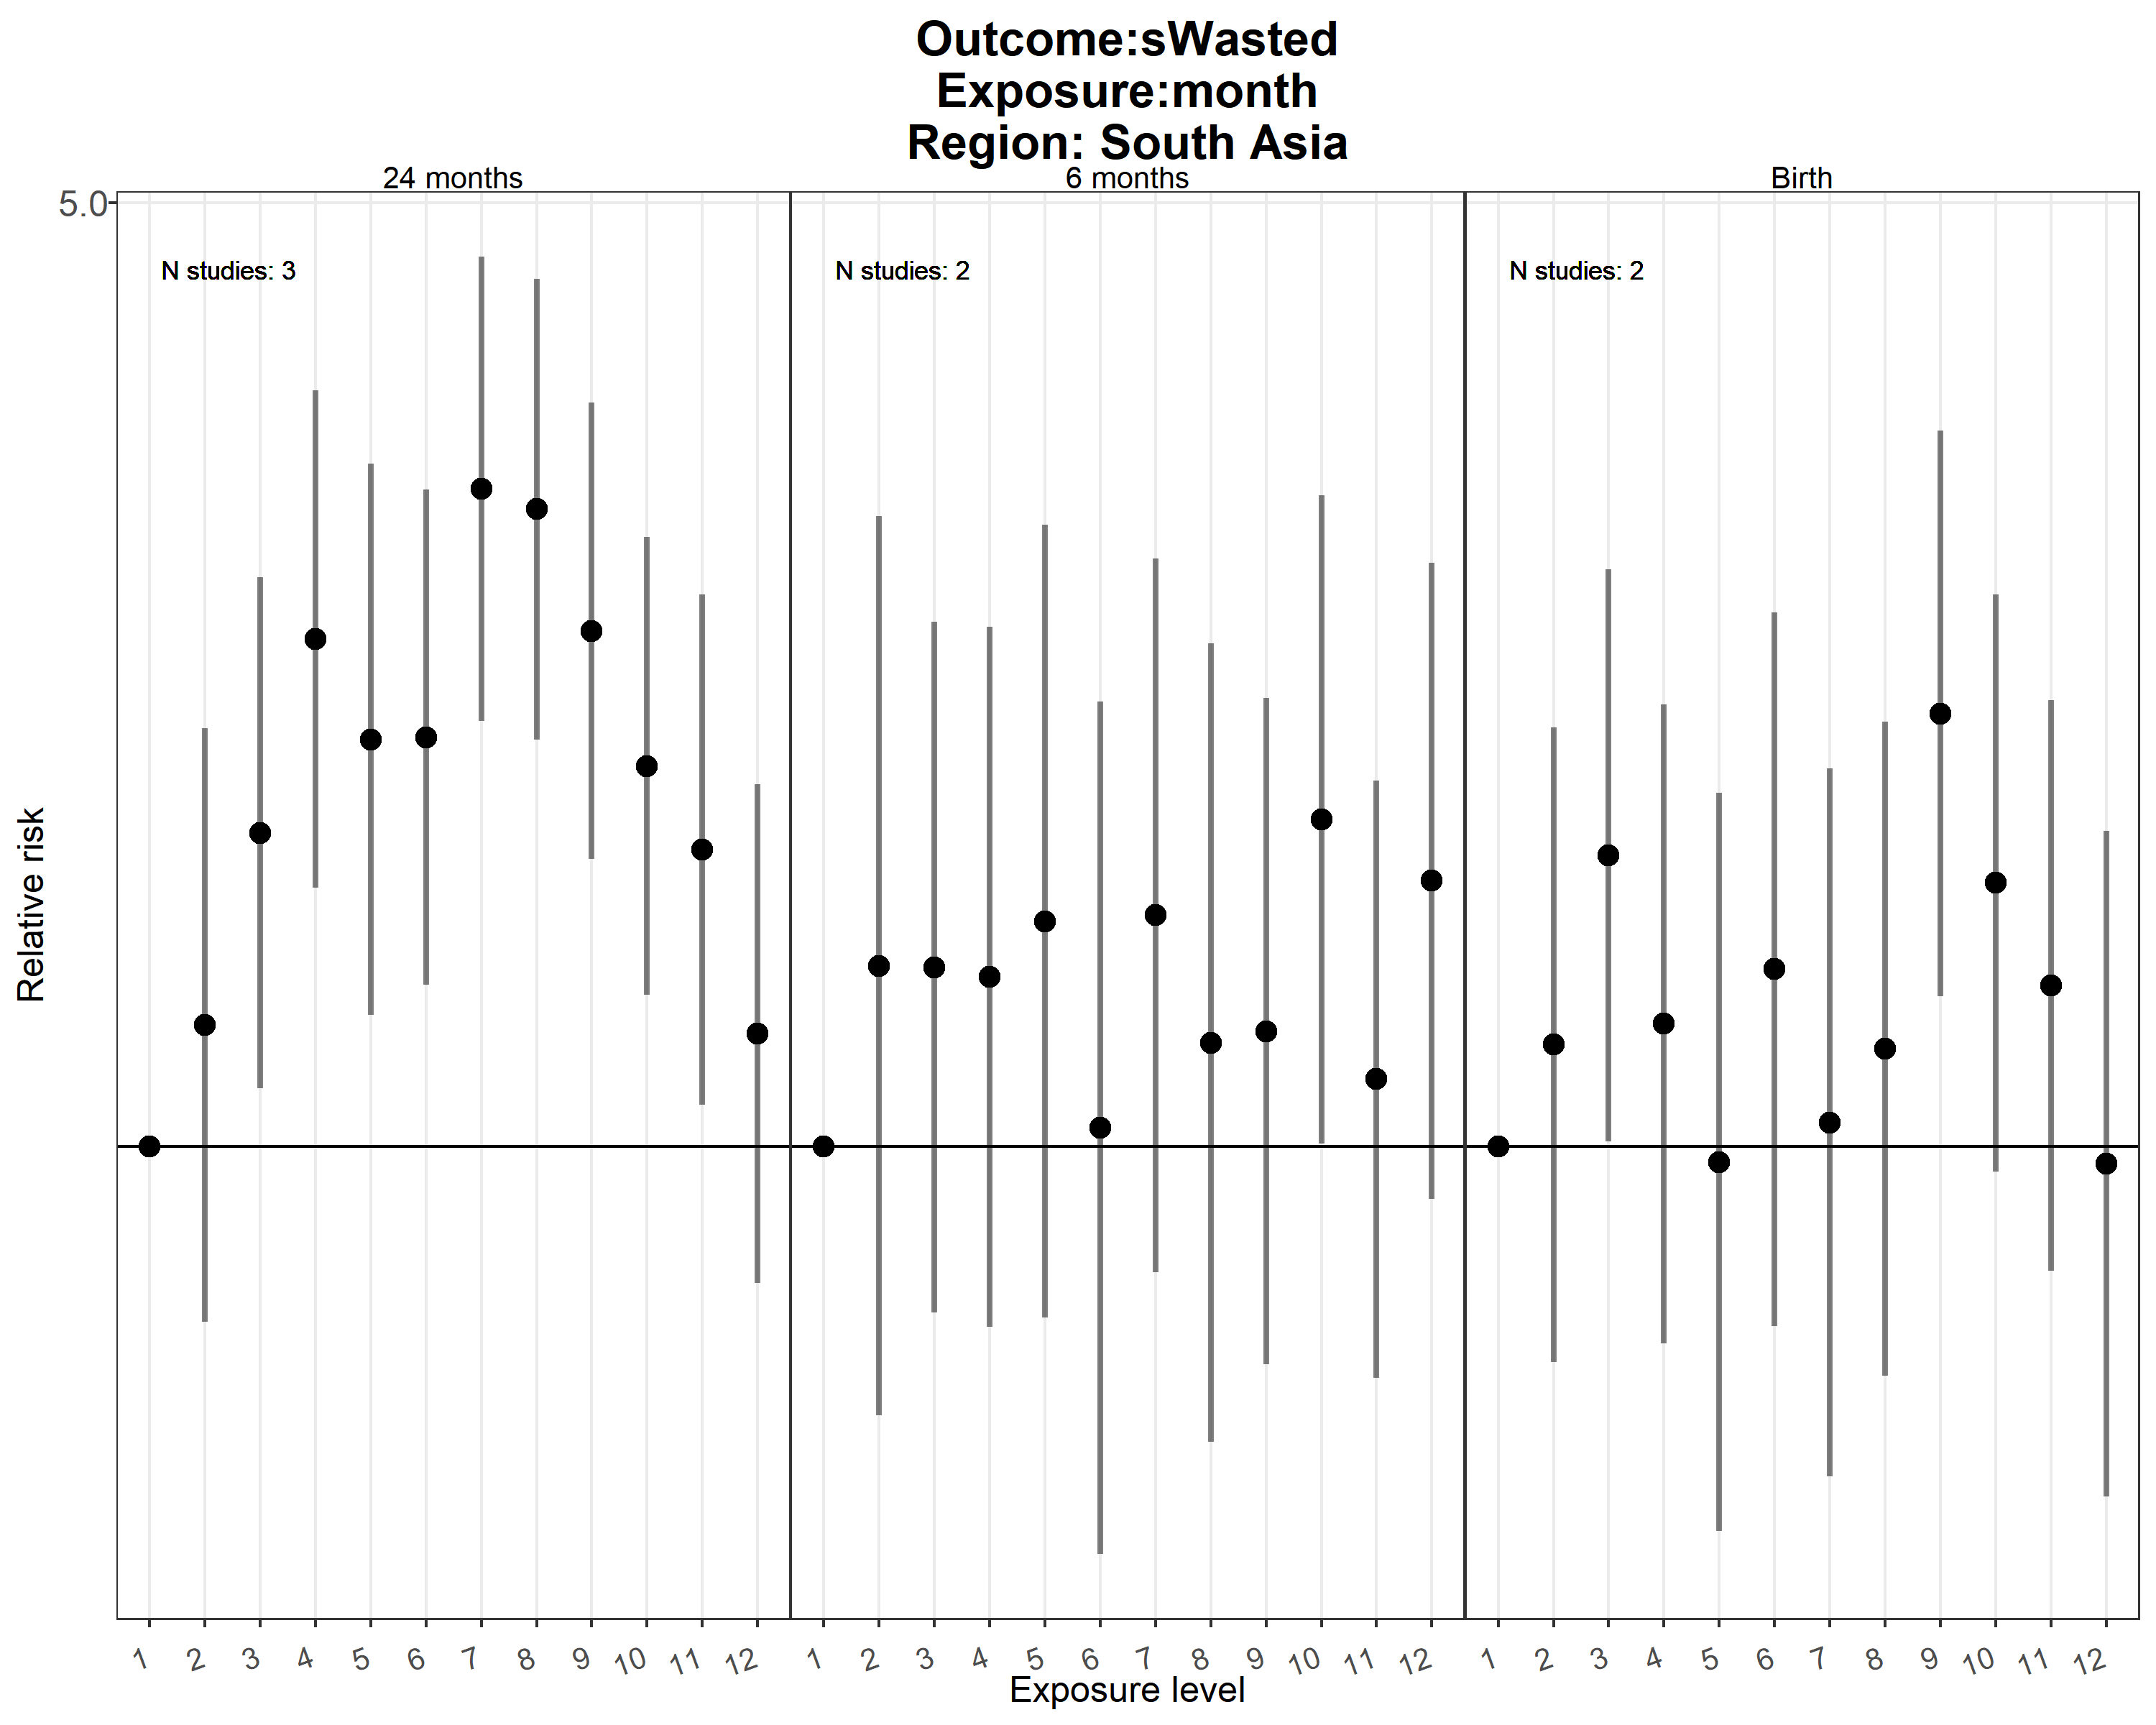 Outcome:sWasted
Exposure:month
Region: South Asia
24 months
6 months
Birth
5.0
N studies: 3
N studies: 2
N studies: 2
Relative risk
1 2 3 4 5 6 7 8 9 10 11 12 1 2 3 4 5 6 7 8 9 10 11 12 1 2 3 4 5 6 7 8 9 10 11 12
Exposure level